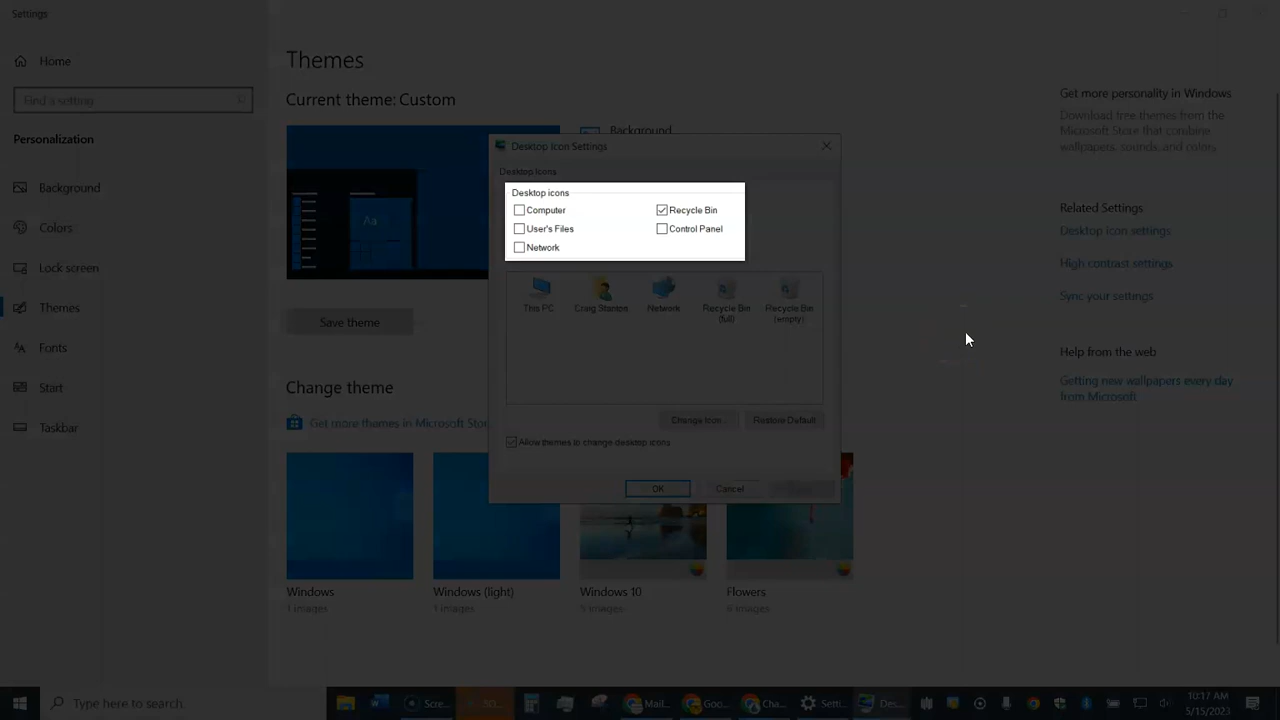 Settings
Home
Find a setting
Personalization
Background
Colors
Lock screen
Themes
Fonts
Start
Taskbar
Themes
Current theme: Custom
Background
Save theme
Change theme
Get more themes in Microsoft Sto
Windows
1 images
Windows (light)
1 images
Windows 10
5 images
Flowers
6 images
Desktop Icon Settings
Desktop Icons
Desktop icons
Computer
Recycle Bin
User's Files
Control Panel
Network
This PC
Craig Stanton
Network
Recycle Bin
(full)
Recycle Bin
(empty)
Change Icon...
Restore Default
Allow themes to change desktop icons
OK
Cancel
Get more personality in Windows
Download free themes from the
Microsoft Store that combine
wallpapers, sounds, and colors
Related Settings
Desktop icon settings
High contrast settings
Sync your settings
Help from the web
Getting new wallpapers every day
from Microsoft
Type here to search
Scre...
Mail...
Goo...
Cha...
Setti...
Des...
10:17 AM
5/15/2023